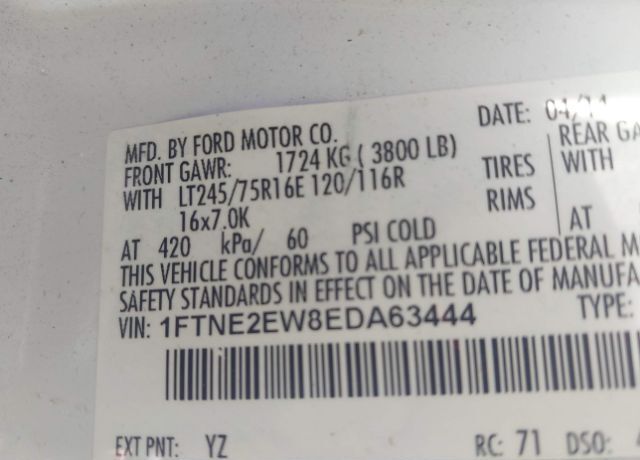 DATE: 04/14
MFD. BY FORD MOTOR CO.
FRONT GAWR: 1724 KG ( 3800 LB) REAR GA
WITH LT245/75R16E 120/116R TIRES WITH
16x7.0K RIMS
AT 420 kPa/ 60 PSI COLD AT
THIS VEHICLE CONFORMS TO ALL APPLICABLE FEDERAL M
SAFETY STANDARDS IN EFFECT ON THE DATE OF MANUFA
VIN: 1FTNE2EW8EDA63444 TYPE:
EXT PNT: YZ RC: 71 DSO: